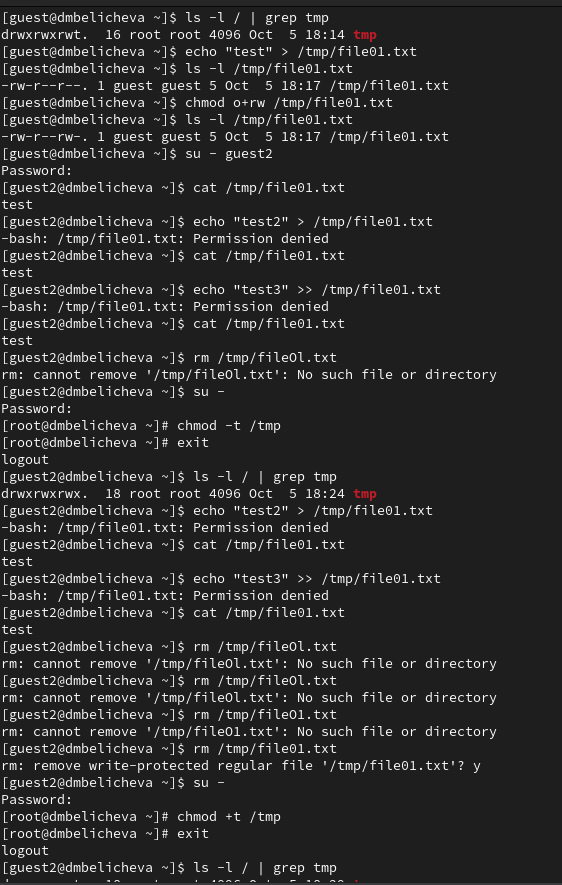 [guest@dmbelicheva ~]$ ls -l / | grep tmp
drwxrwxrwt.  16 root root 4096 Oct  5 18:14 tmp
[guest@dmbelicheva ~]$ echo "test" > /tmp/file01.txt
[guest@dmbelicheva ~]$ ls -l /tmp/file01.txt
-rw-r--r--. 1 guest guest 5 Oct  5 18:17 /tmp/file01.txt
[guest@dmbelicheva ~]$ chmod o+rw /tmp/file01.txt
[guest@dmbelicheva ~]$ ls -l /tmp/file01.txt
-rw-r--rw-. 1 guest guest 5 Oct  5 18:17 /tmp/file01.txt
[guest@dmbelicheva ~]$ su - guest2
Password:
[guest2@dmbelicheva ~]$ cat /tmp/file01.txt
test
[guest2@dmbelicheva ~]$ echo "test2" > /tmp/file01.txt
-bash: /tmp/file01.txt: Permission denied
[guest2@dmbelicheva ~]$ cat /tmp/file01.txt
test
[guest2@dmbelicheva ~]$ echo "test3" >> /tmp/file01.txt
-bash: /tmp/file01.txt: Permission denied
[guest2@dmbelicheva ~]$ cat /tmp/file01.txt
test
[guest2@dmbelicheva ~]$ rm /tmp/fileOl.txt
rm: cannot remove '/tmp/fileOl.txt': No such file or directory
[guest2@dmbelicheva ~]$ su -
Password:
[root@dmbelicheva ~]# chmod -t /tmp
[root@dmbelicheva ~]# exit
logout
[guest2@dmbelicheva ~]$ ls -l / | grep tmp
drwxrwxrwx.  18 root root 4096 Oct  5 18:24 tmp
[guest2@dmbelicheva ~]$ echo "test2" > /tmp/file01.txt
-bash: /tmp/file01.txt: Permission denied
[guest2@dmbelicheva ~]$ cat /tmp/file01.txt
test
[guest2@dmbelicheva ~]$ echo "test3" >> /tmp/file01.txt
-bash: /tmp/file01.txt: Permission denied
[guest2@dmbelicheva ~]$ cat /tmp/file01.txt
test
[guest2@dmbelicheva ~]$ rm /tmp/fileOl.txt
rm: cannot remove '/tmp/fileOl.txt': No such file or directory
[guest2@dmbelicheva ~]$ rm /tmp/fileOl.txt
rm: cannot remove '/tmp/fileOl.txt': No such file or directory
[guest2@dmbelicheva ~]$ rm /tmp/fileO1.txt
rm: cannot remove '/tmp/fileO1.txt': No such file or directory
[guest2@dmbelicheva ~]$ rm /tmp/file01.txt
rm: remove write-protected regular file '/tmp/file01.txt'? y
[guest2@dmbelicheva ~]$ su -
Password:
[root@dmbelicheva ~]# chmod +t /tmp
[root@dmbelicheva ~]# exit
logout
[guest2@dmbelicheva ~]$ ls -l / | grep tmp